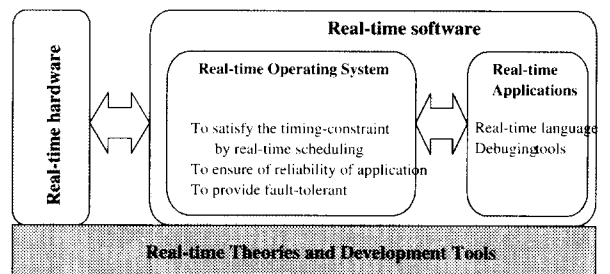 Real-time hardware
Real-time software
Real-time Operating System
To satisfy the timing-constraint
by real-time scheduling
To ensure of reliability of application
To provide fault-tolerant
Real-time
Applications
Real-time language
Debuging tools
Real-time Theories and Development Tools